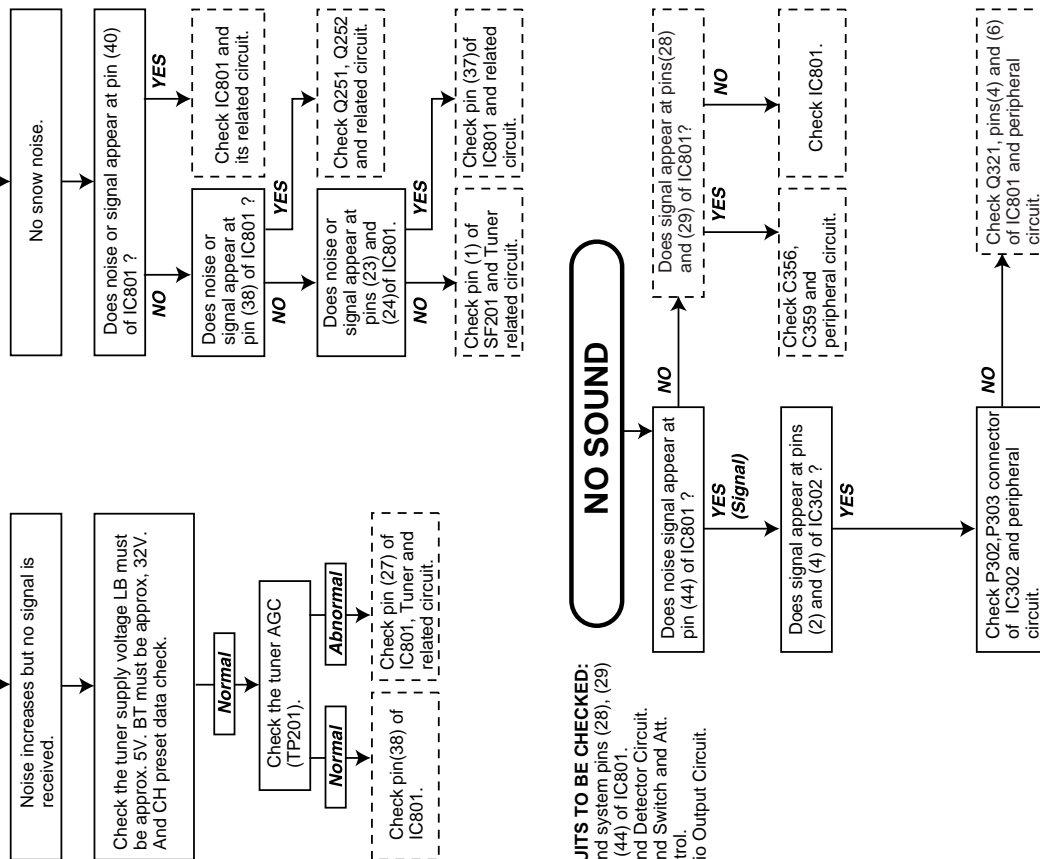 Noise increases but no signal is
received.
Check the tuner supply voltage LB must
be approx. 5V. BT must be approx, 32V.
And CH preset data check.
Normal
Check the tuner AGC
(TP201).
Normal
Abnormal
Check pin(38) of
IC801.
Check pin (27) of
IC801, Tuner and
related circuit.
No snow noise.
Does noise or signal appear at pin (40)
of IC801 ?
NO
YES
Does noise or
signal appear at
pin (38) of IC801 ?
Check IC801 and
its related circuit.
NO
YES
Does noise or
signal appear at
pins (23) and
(24)of IC801.
Check Q251, Q252
and related circuit.
NO
YES
Check pin (1) of
SF201 and Tuner
related circuit.
Check pin (37)of
IC801 and related
circuit.
NO SOUND
UITS TO BE CHECKED:
nd system pins (28), (29)
(44) of IC801.
nd Detector Circuit.
nd Switch and Att.
trol.
io Output Circuit.
Does noise signal appear at
pin (44) of IC801 ?
NO
Does signal appear at pins(28)
and (29) of IC801?
YES
(Signal)
YES
NO
Does signal appear at pins
(2) and (4) of IC302 ?
Check C356,
C359 and
peripheral circuit.
Check IC801.
YES
NO
Check P302,P303 connector
of IC302 and peripheral
circuit.
Check Q321, pins(4) and (6)
of IC801 and peripheral
circuit.